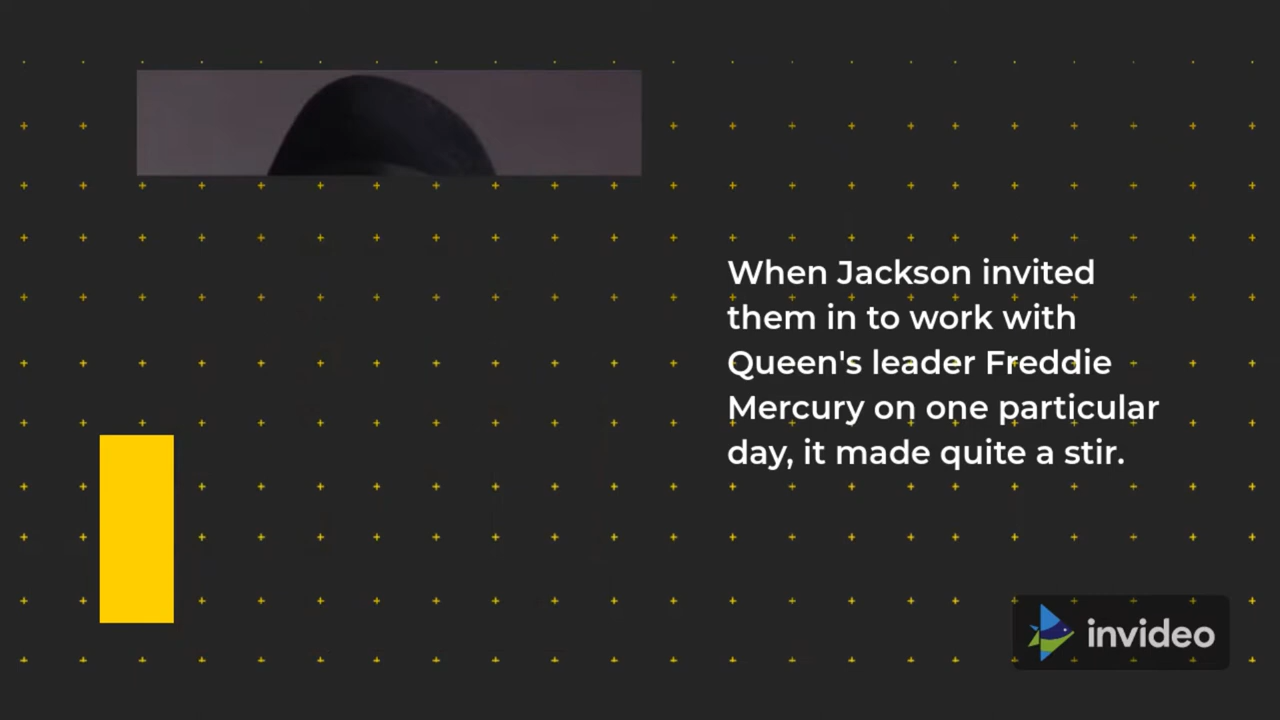 When Jackson invited
them in to work with
Queen's leader Freddie
Mercury on one particular
day, it made quite a stir.
invideo